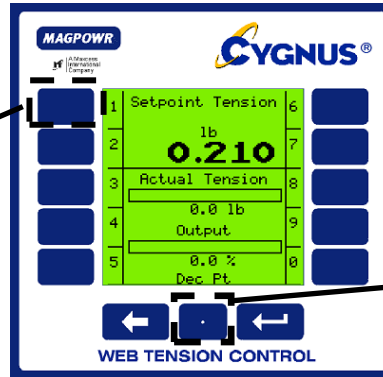 MAGPOWR
CYGNUS®
A Maxcess
International
Company
1 Setpoint Tension 6
lb
2 0.210 7
3 Actual Tension 8
0.0 lb
4 Output 9
5 0.0 % 0
Dec Pt
.
WEB TENSION CONTROL